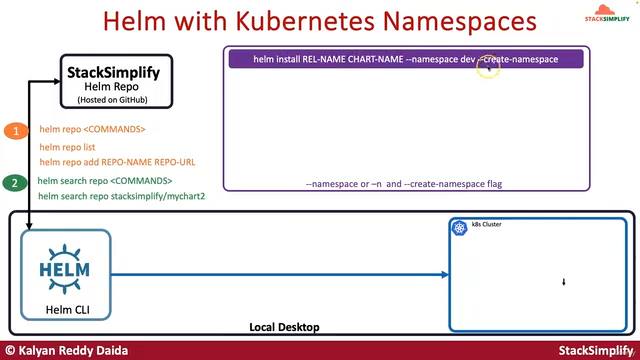 Helm with Kubernetes Namespaces
STACKSIMPLIFY
StackSimplify
Helm Repo
(Hosted on GitHub)
helm install REL-NAME CHART-NAME --namespace dev --create-namespace
1
helm repo <COMMANDS>
helm repo list
helm repo add REPO-NAME REPO-URL
2
helm search repo <COMMANDS>
helm search repo stacksimplify/mychart2
--namespace or –n and --create-namespace flag
k8s Cluster
HELM
Helm CLI
Local Desktop
© Kalyan Reddy Daida
StackSimplify